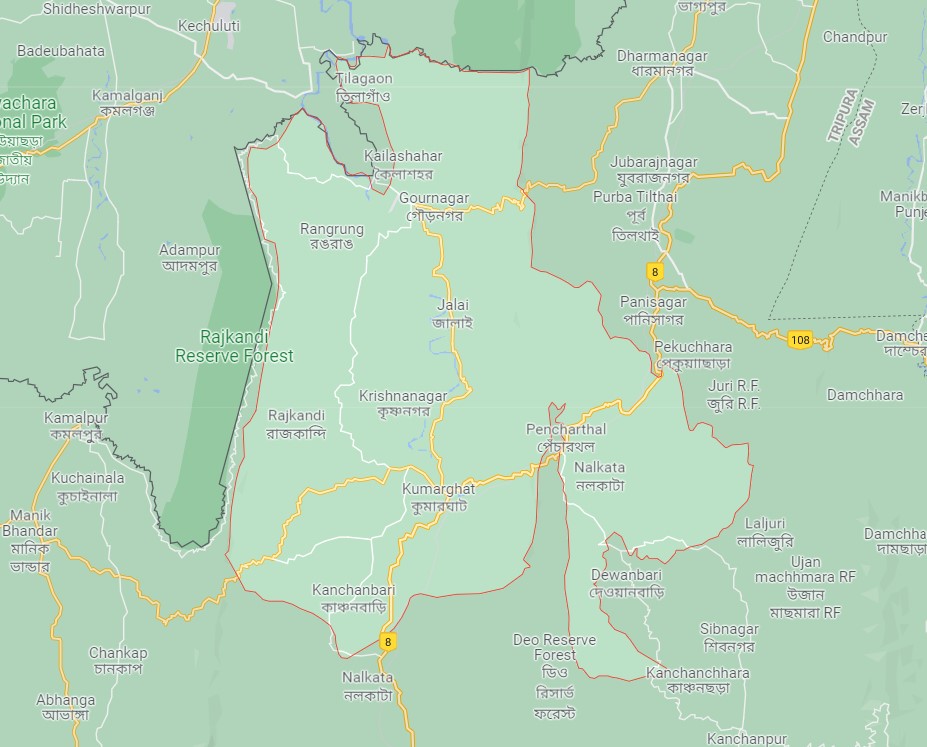 Shidheshwarpur
Kechuluti
ভাগ্যপুর
Badeubahata
Chandpur
Dharmanagar
ধারমানগর
Tilagaon
তিলাগাঁও
Kamalganj
কমলগঞ্জ
TRIPURA
ASSAM
Kailashahar
কৈলাশহর
Jubarajnagar
যুবরাজনগর
Gournagar
গৌড়নগর
Purba Tilthai
পূর্ব
তিলথাই
Rangrung
রঙরাঙ
Adampur
আদমপুর
8
Jalai
জালাই
Panisagar
পানিসাগর
Rajkandi
Reserve Forest
108
Pekuchhara
পেকুয়াছাড়া
Juri R.F.
জুরি R.F.
Damchhara
Krishnanagar
কৃষ্ণনগর
Rajkandi
রাজকান্দি
Kamalpur
কমলপুর
Pencharthal
পেঁচারথল
Nalkata
নলকাটা
Kuchainala
কুচাইনালা
Kumarghat
কুমারঘাট
Manik
Bhandar
মানিক
ভান্ডার
Laljuri
লালিজুরি
Ujan
machhmara RF
উজান
মাছমারা RF
Dewanbari
দেওয়ানবাড়ি
Kanchanbari
কাঞ্চনবাড়ি
Sibnagar
শিবনগর
8
Deo Reserve
Forest
ডিও
রিসার্ভ
ফরেস্ট
Chankap
চানকাপ
Kanchanchhara
কাঞ্চনছড়া
Nalkata
নলকাটা
Abhanga
আভাঙ্গা
Kanchanpur